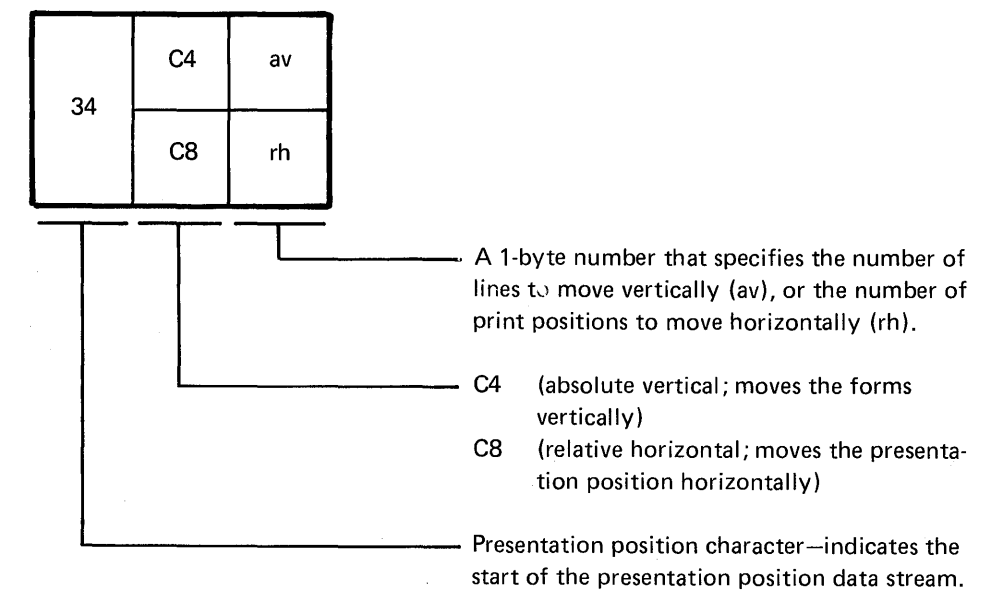 34
C4 av
C8 rh
A 1-byte number that specifies the number of
lines to move vertically (av), or the number of
print positions to move horizontally (rh).
C4 (absolute vertical; moves the forms
vertically)
C8 (relative horizontal; moves the presenta-
tion position horizontally)
Presentation position character—indicates the
start of the presentation position data stream.